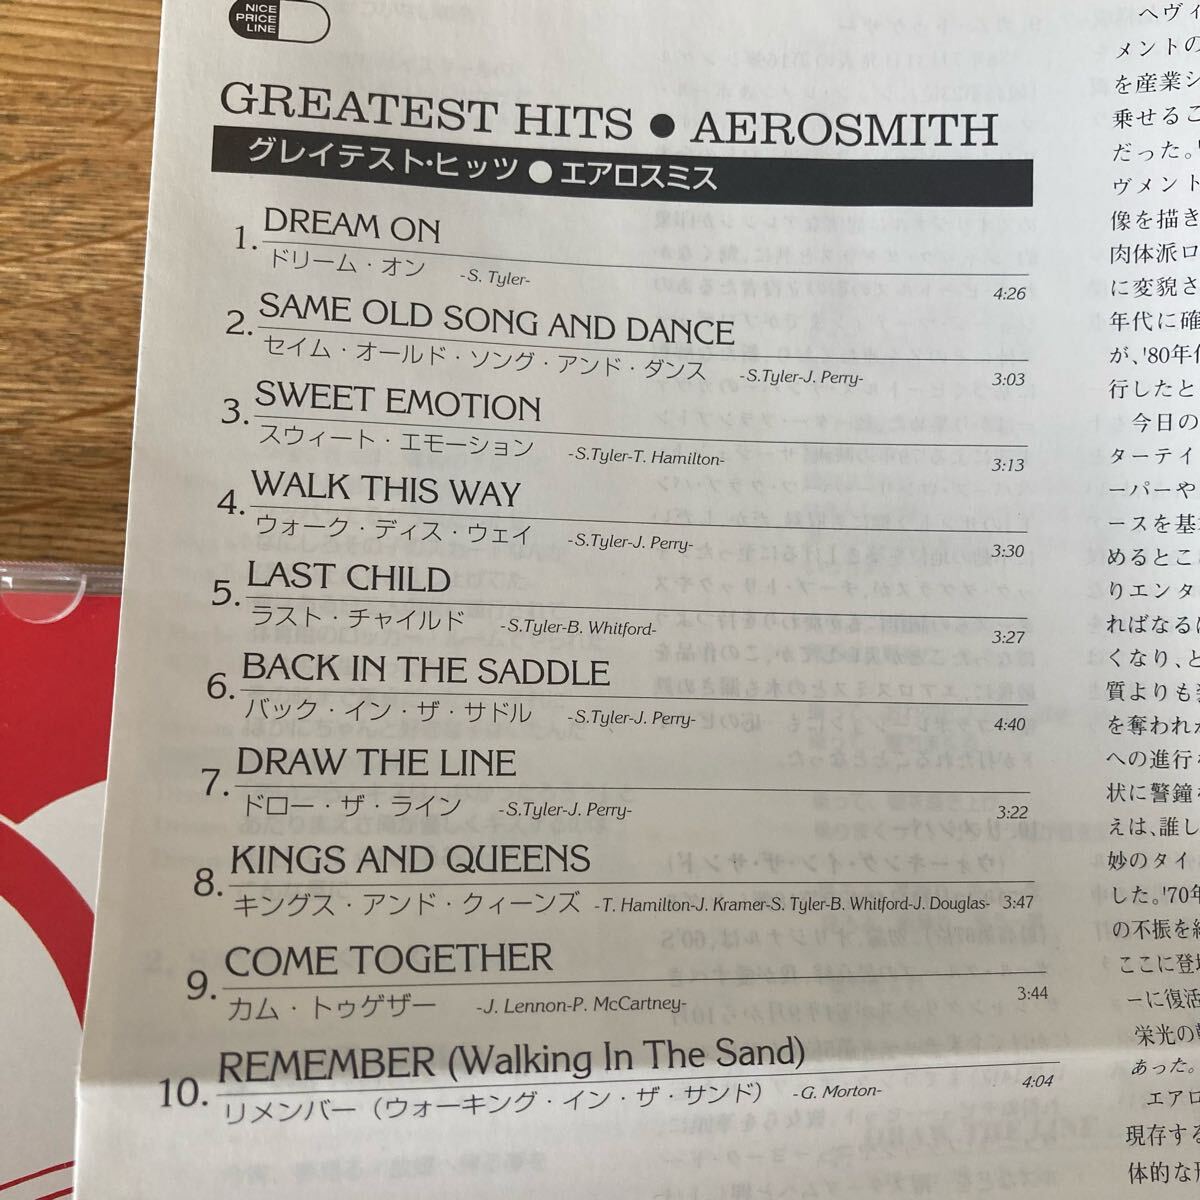 NICE
PRICE
LINE
GREATEST HITS ● AEROSMITH
グレイテスト・ヒッツ ● エアロスミス
1. DREAM ON
ドリーム・オン -S. Tyler- 4:26
2. SAME OLD SONG AND DANCE
セイム・オールド・ソング・アンド・ダンス -S.Tyler-J. Perry- 3:03
3. SWEET EMOTION
スウィート・エモーション -S.Tyler-T. Hamilton- 3:13
4. WALK THIS WAY
ウォーク・ディス・ウェイ -S.Tyler-J. Perry- 3:30
5. LAST CHILD
ラスト・チャイルド -S.Tyler-B. Whitford- 3:27
6. BACK IN THE SADDLE
バック・イン・ザ・サドル -S.Tyler-J. Perry- 4:40
7. DRAW THE LINE
ドロー・ザ・ライン -S.Tyler-J. Perry- 3:22
8. KINGS AND QUEENS
キングス・アンド・クィーンズ -T. Hamilton-J. Kramer-S. Tyler-B. Whitford-J. Douglas- 3:47
9. COME TOGETHER
カム・トゥゲザー -J. Lennon-P. McCartney- 3:44
10. REMEMBER (Walking In The Sand)
リメンバー（ウォーキング・イン・ザ・サンド） -G. Morton- 4:04
ヘヴィ
メントの
を産業シ
乗せるこ
だった。
ヴメント
像を描き
肉体派ロ
に変貌さ
年代に確
が、'80年代
行したと
今日の
ターテイ
ーパーや
ースを基
めるとこ
りエンタ
ればなる
くなり、と
質よりも
を奪われ
への進行
状に警鐘
えは、誰し
妙のタイ
した。'70年
の不振を
ここに登場
ーに復活
栄光の
あった。
エアロ
現存する
体的な